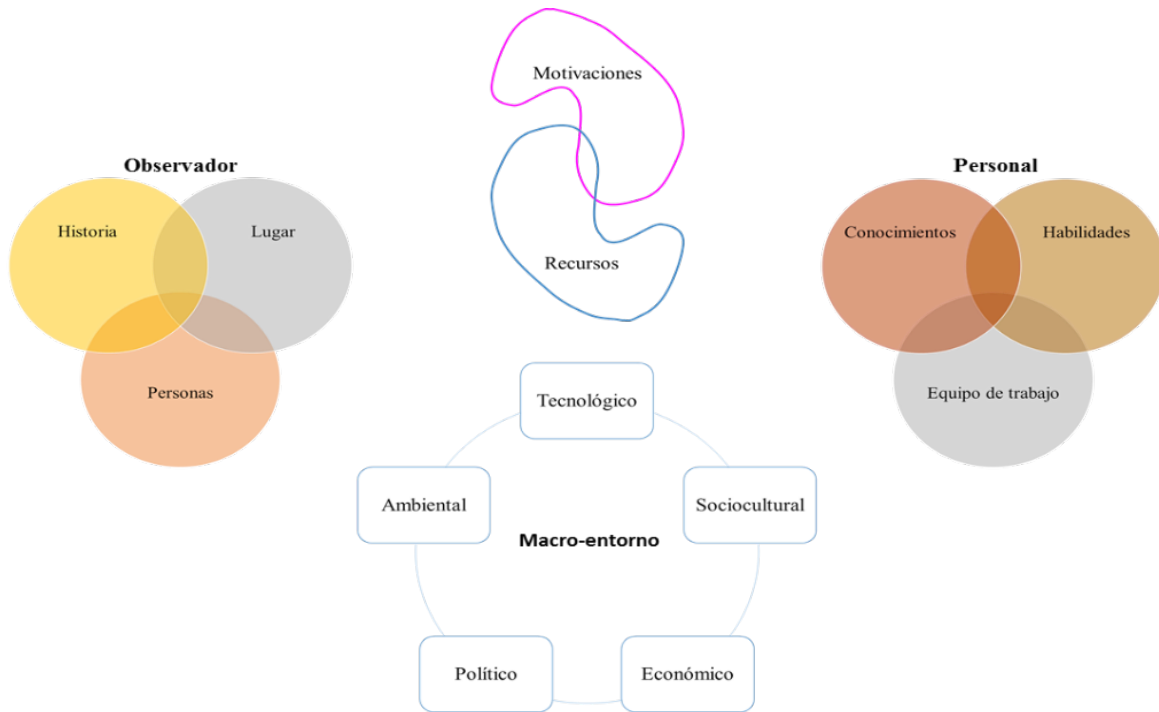 Motivaciones
Recursos
Observador
Historia
Lugar
Personas
Personal
Conocimientos
Habilidades
Equipo de trabajo
Tecnológico
Ambiental
Sociocultural
Macro-entorno
Político
Económico